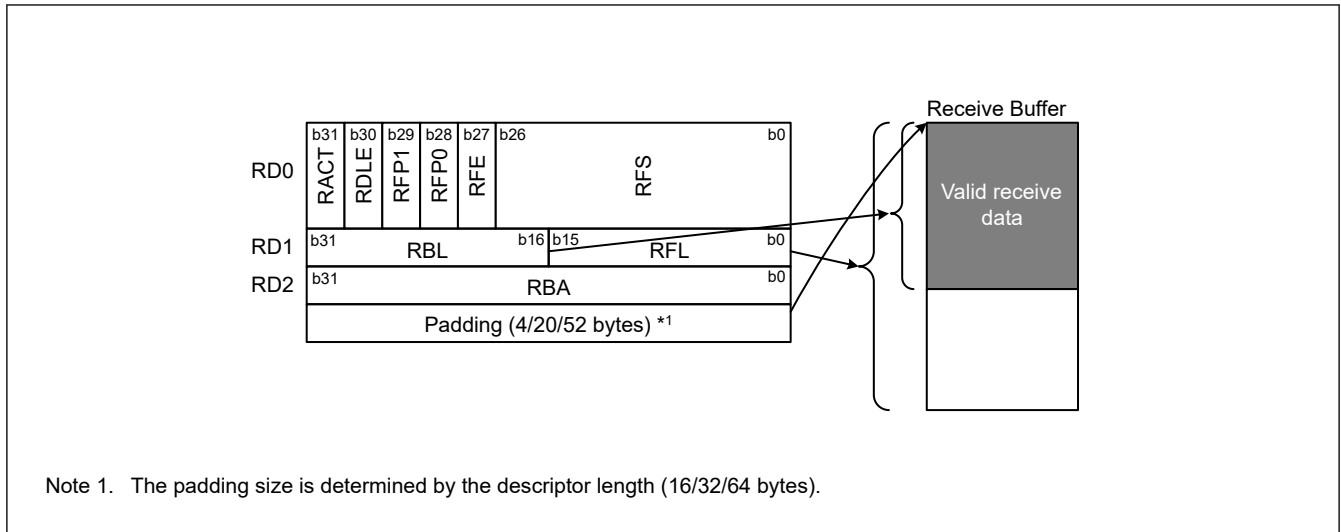 Receive Buffer
b31 b30 b29 b28 b27 b26 b0
RD0 RACT RDLE RFP1 RFP0 RFE RFS
Valid receive
data
RD1 b31 RBL b16 b15 RFL b0
RD2 b31 RBA b0
Padding (4/20/52 bytes) *1
Note 1. The padding size is determined by the descriptor length (16/32/64 bytes).